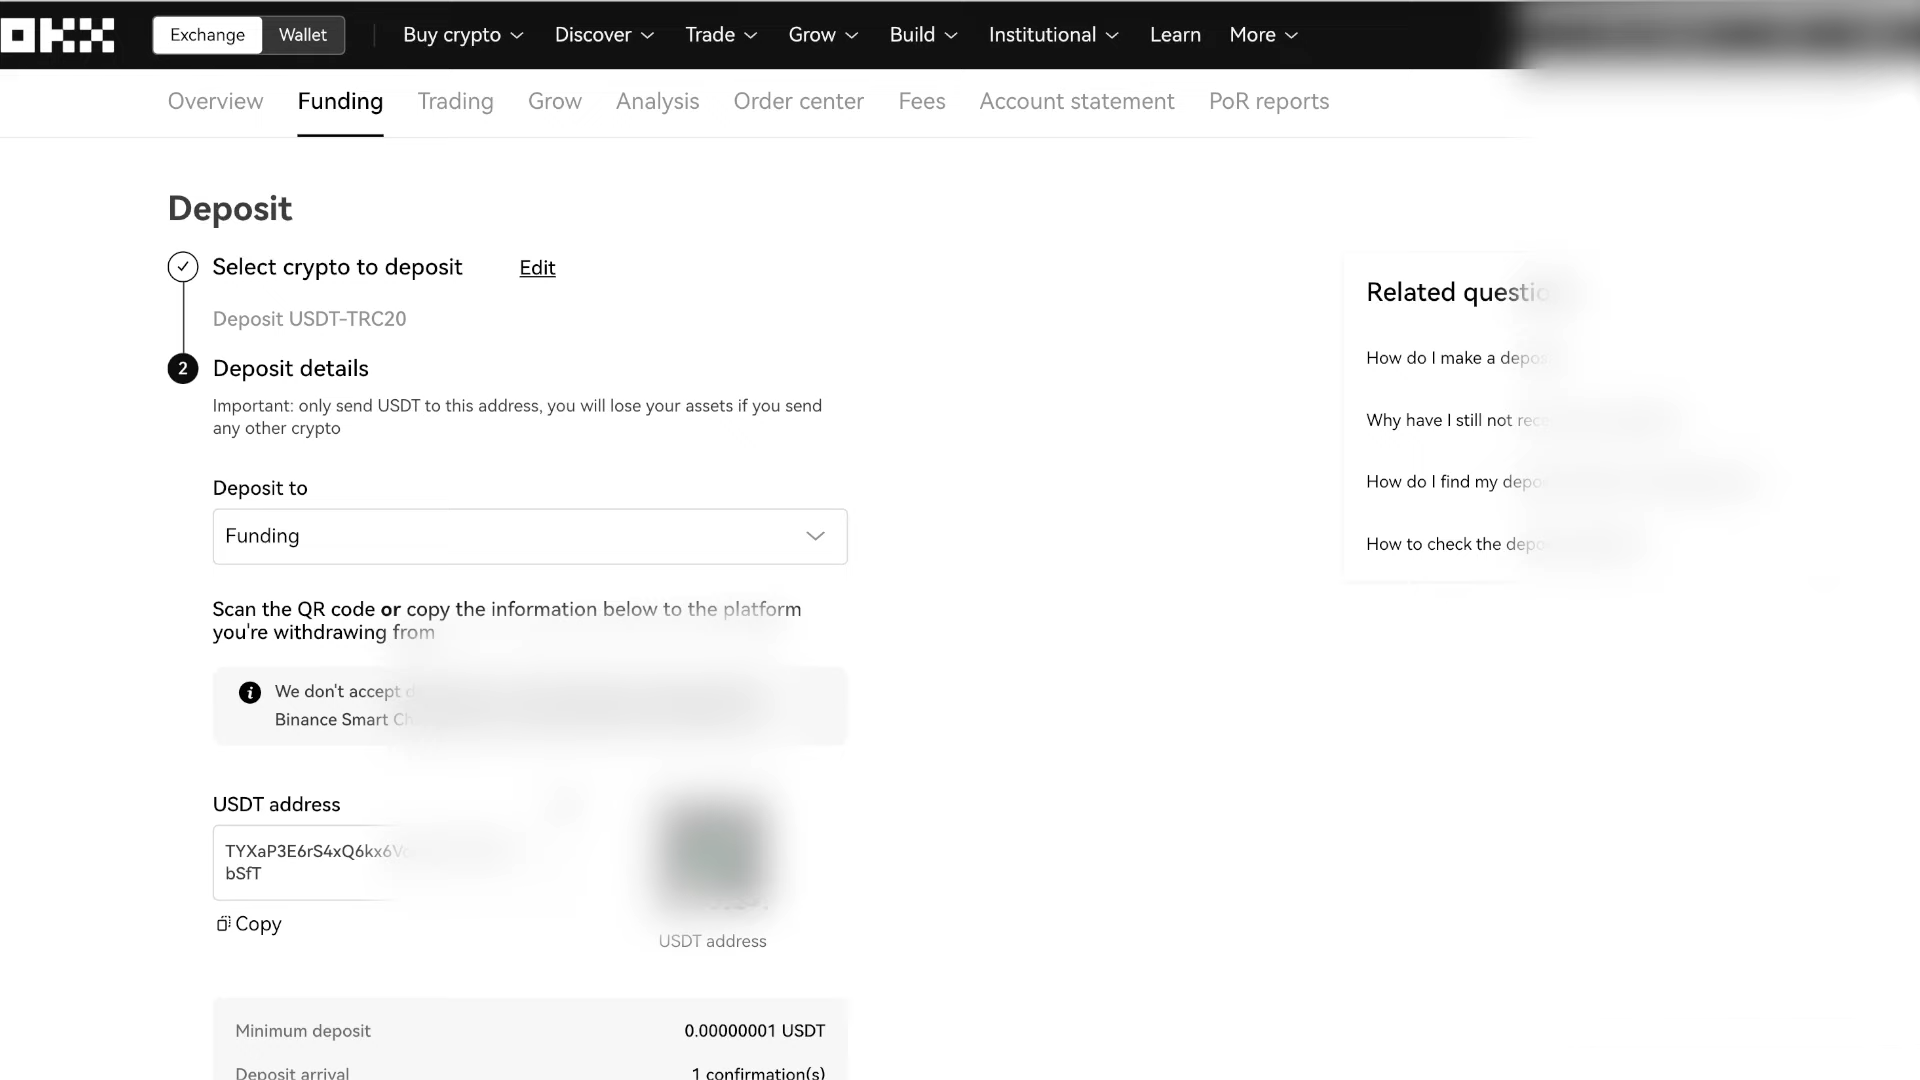 OKX
Exchange Wallet Buy crypto Discover Trade Grow Build Institutional Learn More
Overview Funding Trading Grow Analysis Order center Fees Account statement PoR reports
Deposit
Select crypto to deposit Edit
Deposit USDT-TRC20
2 Deposit details
Important: only send USDT to this address, you will lose your assets if you send
any other crypto
Deposit to
Funding
Scan the QR code or copy the information below to the platform
you're withdrawing from
We don't accept
Binance Smart
USDT address
TYXaP3E6rS4xQ6kx6V
bSfT
Copy
USDT address
Minimum deposit 0.00000001 USDT
Deposit arrival 1 confirmation(s)
Related
How do I make a
Why have I still not
How do I find my
How to check the